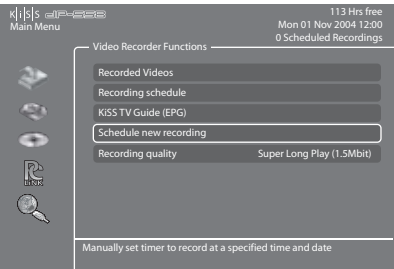 KiSS DP-558
Main Menu
113 Hrs free
Mon 01 Nov 2004 12:00
0 Scheduled Recordings
Video Recorder Functions
Recorded Videos
Recording schedule
KiSS TV Guide (EPG)
Schedule new recording
Recording quality Super Long Play (1.5Mbit)
PC
LINK
Manually set timer to record at a specified time and date